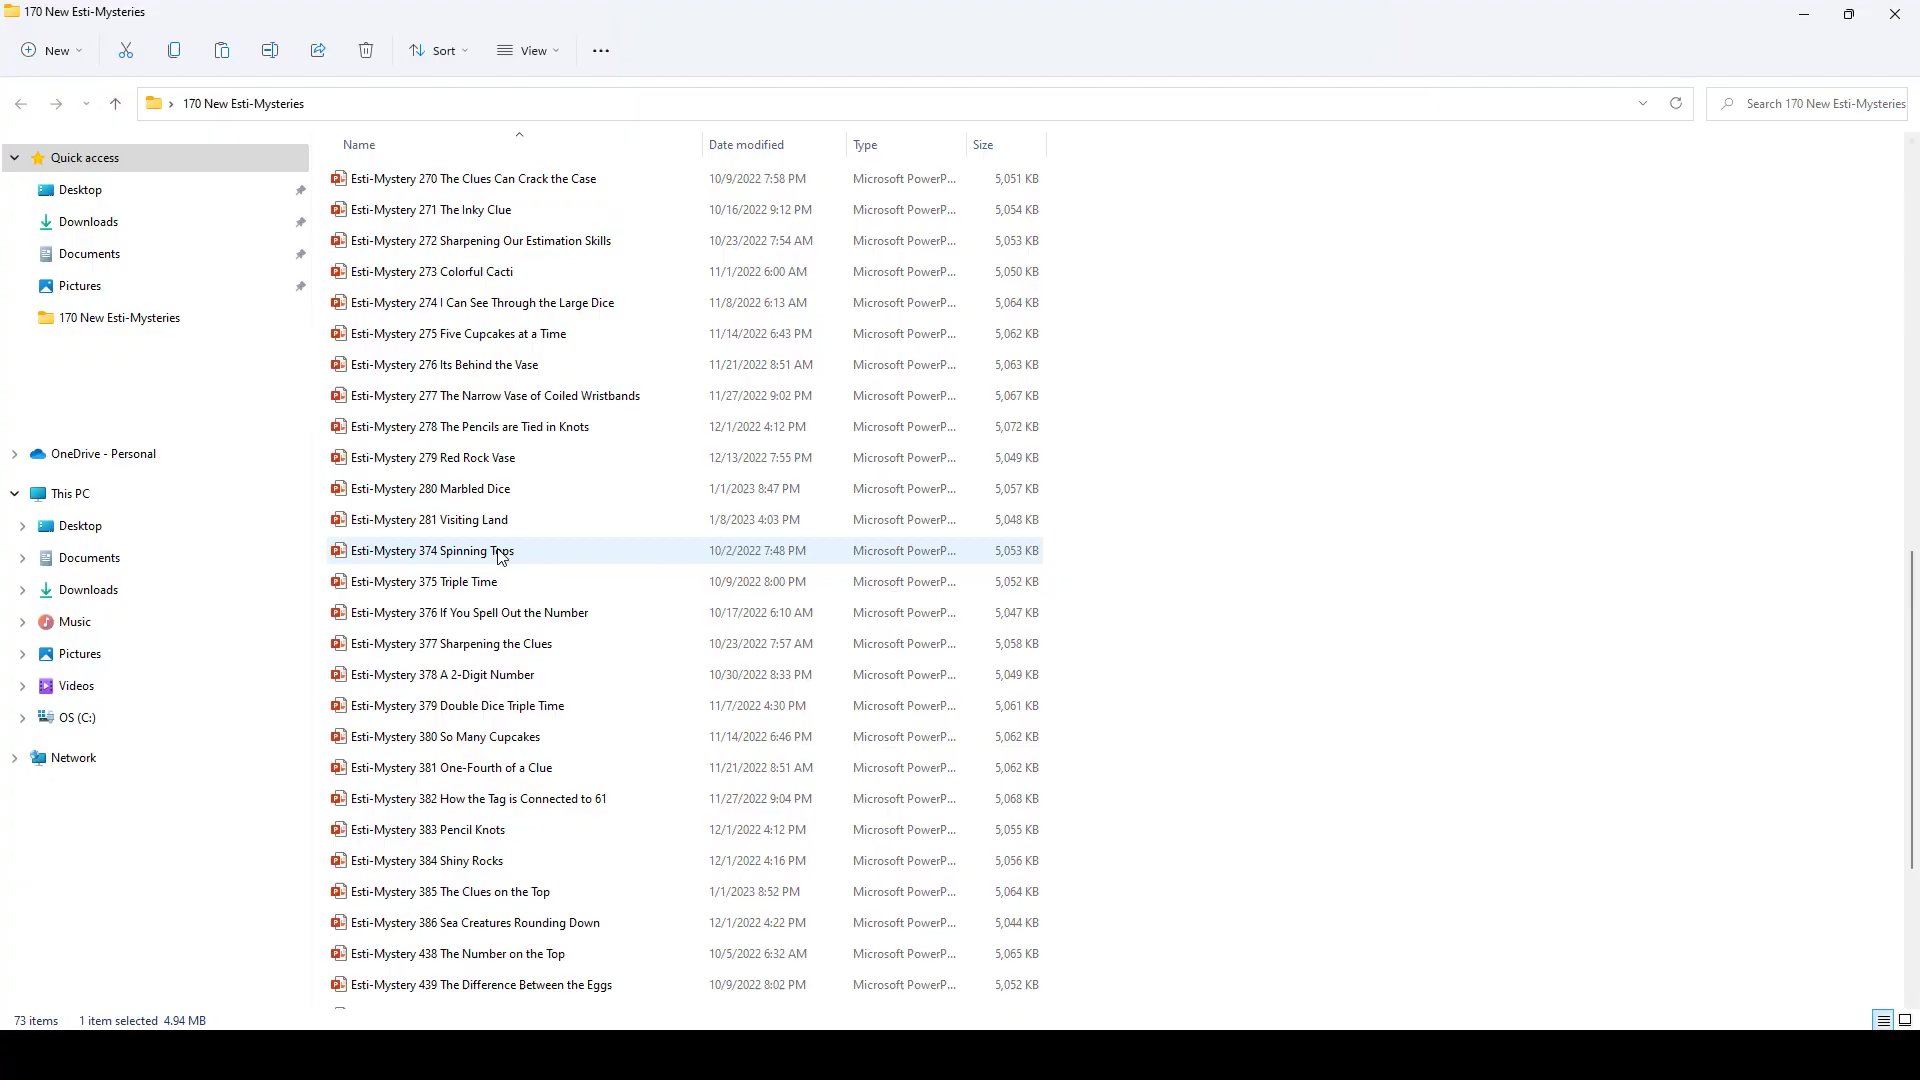 170 New Esti-Mysteries
New
Sort
View
170 New Esti-Mysteries
Search 170 New Esti-Mysteries
Quick access
Desktop
Downloads
Documents
Pictures
170 New Esti-Mysteries
OneDrive - Personal
This PC
Desktop
Documents
Downloads
Music
Pictures
Videos
OS (C:)
Network
Name Date modified Type Size
Esti-Mystery 270 The Clues Can Crack the Case 10/9/2022 7:58 PM Microsoft PowerP... 5,051 KB
Esti-Mystery 271 The Inky Clue 10/16/2022 9:12 PM Microsoft PowerP... 5,054 KB
Esti-Mystery 272 Sharpening Our Estimation Skills 10/23/2022 7:54 AM Microsoft PowerP... 5,053 KB
Esti-Mystery 273 Colorful Cacti 11/1/2022 6:00 AM Microsoft PowerP... 5,050 KB
Esti-Mystery 274 I Can See Through the Large Dice 11/8/2022 6:13 AM Microsoft PowerP... 5,064 KB
Esti-Mystery 275 Five Cupcakes at a Time 11/14/2022 6:43 PM Microsoft PowerP... 5,062 KB
Esti-Mystery 276 Its Behind the Vase 11/21/2022 8:51 AM Microsoft PowerP... 5,063 KB
Esti-Mystery 277 The Narrow Vase of Coiled Wristbands 11/27/2022 9:02 PM Microsoft PowerP... 5,067 KB
Esti-Mystery 278 The Pencils are Tied in Knots 12/1/2022 4:12 PM Microsoft PowerP... 5,072 KB
Esti-Mystery 279 Red Rock Vase 12/13/2022 7:55 PM Microsoft PowerP... 5,049 KB
Esti-Mystery 280 Marbled Dice 1/1/2023 8:47 PM Microsoft PowerP... 5,057 KB
Esti-Mystery 281 Visiting Land 1/8/2023 4:03 PM Microsoft PowerP... 5,048 KB
Esti-Mystery 374 Spinning Tops 10/2/2022 7:48 PM Microsoft PowerP... 5,053 KB
Esti-Mystery 375 Triple Time 10/9/2022 8:00 PM Microsoft PowerP... 5,052 KB
Esti-Mystery 376 If You Spell Out the Number 10/17/2022 6:10 AM Microsoft PowerP... 5,047 KB
Esti-Mystery 377 Sharpening the Clues 10/23/2022 7:57 AM Microsoft PowerP... 5,058 KB
Esti-Mystery 378 A 2-Digit Number 10/30/2022 8:33 PM Microsoft PowerP... 5,049 KB
Esti-Mystery 379 Double Dice Triple Time 11/7/2022 4:30 PM Microsoft PowerP... 5,061 KB
Esti-Mystery 380 So Many Cupcakes 11/14/2022 6:46 PM Microsoft PowerP... 5,062 KB
Esti-Mystery 381 One-Fourth of a Clue 11/21/2022 8:51 AM Microsoft PowerP... 5,062 KB
Esti-Mystery 382 How the Tag is Connected to 61 11/27/2022 9:04 PM Microsoft PowerP... 5,068 KB
Esti-Mystery 383 Pencil Knots 12/1/2022 4:12 PM Microsoft PowerP... 5,055 KB
Esti-Mystery 384 Shiny Rocks 12/1/2022 4:16 PM Microsoft PowerP... 5,056 KB
Esti-Mystery 385 The Clues on the Top 1/1/2023 8:52 PM Microsoft PowerP... 5,064 KB
Esti-Mystery 386 Sea Creatures Rounding Down 12/1/2022 4:22 PM Microsoft PowerP... 5,044 KB
Esti-Mystery 438 The Number on the Top 10/5/2022 6:32 AM Microsoft PowerP... 5,065 KB
Esti-Mystery 439 The Difference Between the Eggs 10/9/2022 8:02 PM Microsoft PowerP... 5,052 KB
73 items 1 item selected 4.94 MB